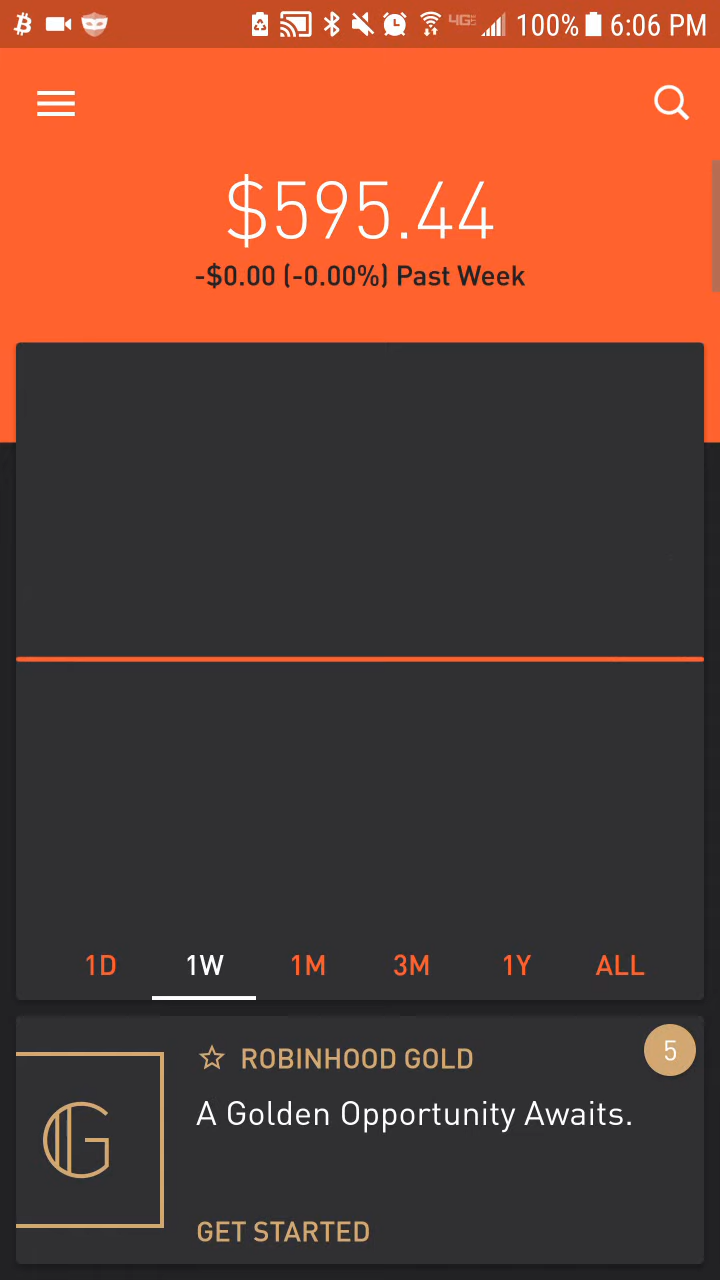 4G 100% 6:06 PM
$595.44
-$0.00 (-0.00%) Past Week
1D 1W 1M 3M 1Y ALL
ROBINHOOD GOLD 5
A Golden Opportunity Awaits.
G
GET STARTED